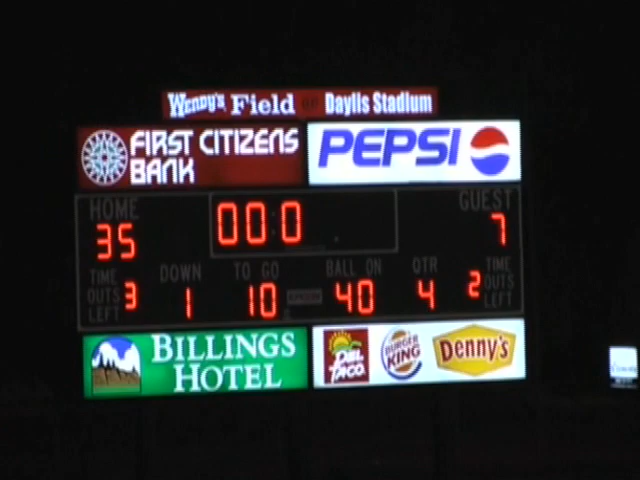 Wendy's Field Daylis Stadium
FIRST CITIZENS BANK
PEPSI
HOME
GUEST
35
00:0
7
TIME OUTS LEFT 3
DOWN 1
TO GO 10
BALL ON 40
QTR 4
2 TIME OUTS LEFT
BILLINGS HOTEL
DEL TACO
BURGER KING
Denny's